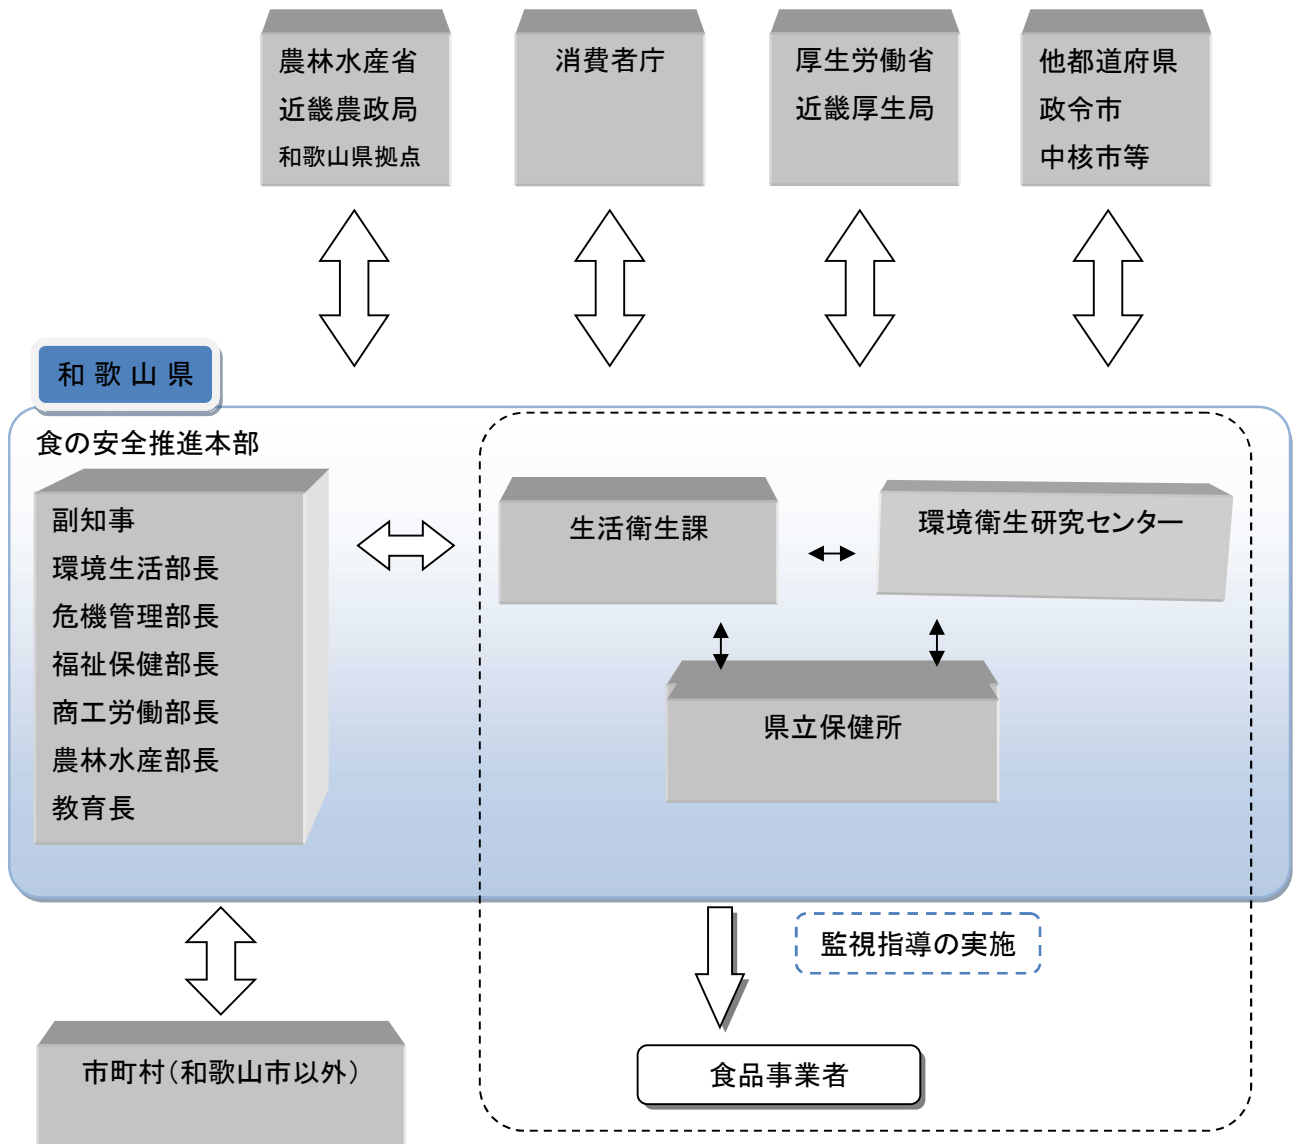 農林水産省
近畿農政局
和歌山県拠点
消費者庁
厚生労働省
近畿厚生局
他都道府県
政令市
中核市等
和歌山県
食の安全推進本部
副知事
環境生活部長
危機管理部長
福祉保健部長
商工労働部長
農林水産部長
教育長
生活衛生課
環境衛生研究センター
県立保健所
監視指導の実施
市町村（和歌山市以外）
食品事業者